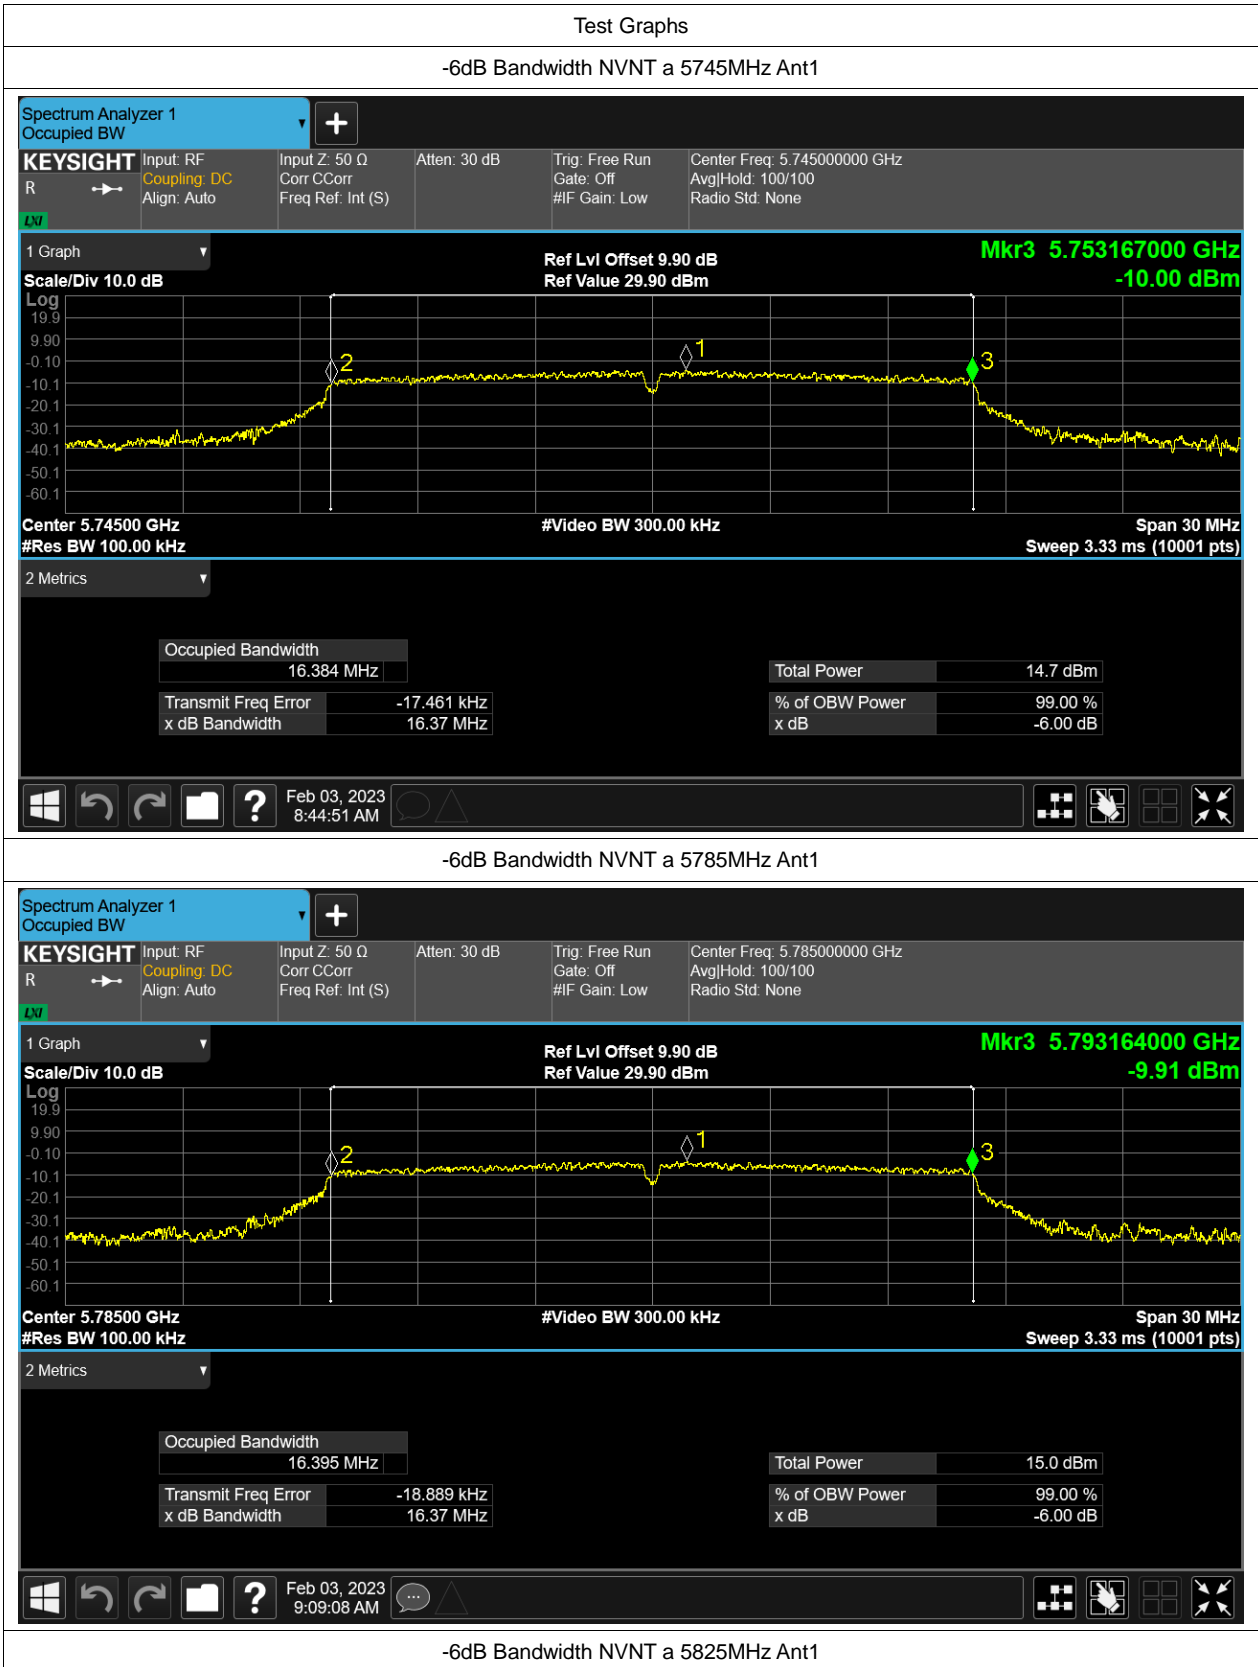 Test Graphs
-6dB Bandwidth NVNT a 5745MHz Ant1
Spectrum Analyzer 1
Occupied BW
KEYSIGHT Input: RF Input Z: 50 Ω Atten: 30 dB Trig: Free Run Center Freq: 5.745000000 GHz
R Coupling: DC Corr CCorr Gate: Off Avg|Hold: 100/100
Align: Auto Freq Ref: Int (S) #IF Gain: Low Radio Std: None
LXI
1 Graph Ref Lvl Offset 9.90 dB Mkr3 5.753167000 GHz
Scale/Div 10.0 dB Ref Value 29.90 dBm -10.00 dBm
Log
19.9
9.90
-0.10
-10.1
-20.1
-30.1
-40.1
-50.1
-60.1
2
1
3
Center 5.74500 GHz #Video BW 300.00 kHz Span 30 MHz
#Res BW 100.00 kHz Sweep 3.33 ms (10001 pts)
2 Metrics
Occupied Bandwidth
16.384 MHz Total Power 14.7 dBm
Transmit Freq Error -17.461 kHz % of OBW Power 99.00 %
x dB Bandwidth 16.37 MHz x dB -6.00 dB
? Feb 03, 2023
8:44:51 AM
-6dB Bandwidth NVNT a 5785MHz Ant1
Spectrum Analyzer 1
Occupied BW
KEYSIGHT Input: RF Input Z: 50 Ω Atten: 30 dB Trig: Free Run Center Freq: 5.785000000 GHz
R Coupling: DC Corr CCorr Gate: Off Avg|Hold: 100/100
Align: Auto Freq Ref: Int (S) #IF Gain: Low Radio Std: None
LXI
1 Graph Ref Lvl Offset 9.90 dB Mkr3 5.793164000 GHz
Scale/Div 10.0 dB Ref Value 29.90 dBm -9.91 dBm
Log
19.9
9.90
-0.10
-10.1
-20.1
-30.1
-40.1
-50.1
-60.1
2
1
3
Center 5.78500 GHz #Video BW 300.00 kHz Span 30 MHz
#Res BW 100.00 kHz Sweep 3.33 ms (10001 pts)
2 Metrics
Occupied Bandwidth
16.395 MHz Total Power 15.0 dBm
Transmit Freq Error -18.889 kHz % of OBW Power 99.00 %
x dB Bandwidth 16.37 MHz x dB -6.00 dB
? Feb 03, 2023
9:09:08 AM
-6dB Bandwidth NVNT a 5825MHz Ant1